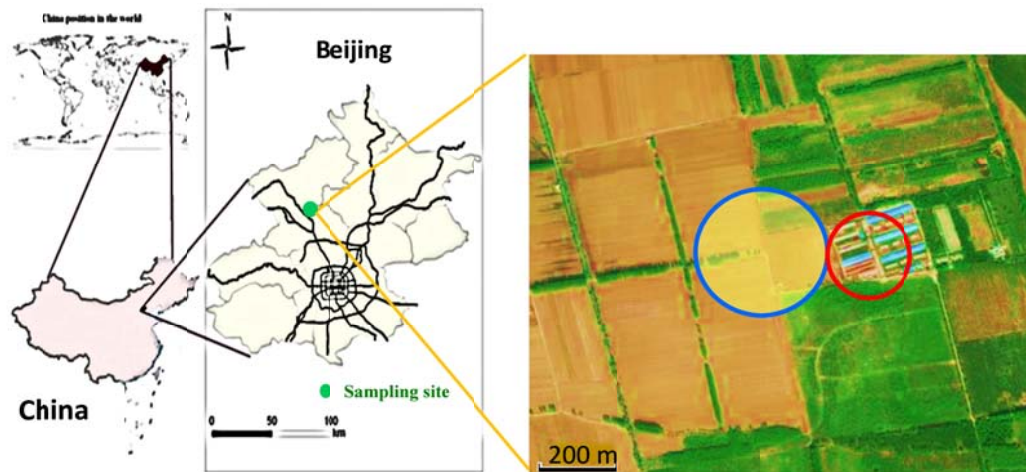 China position in the world
N
Beijing
Sampling site
China
0 50 100
km
200 m